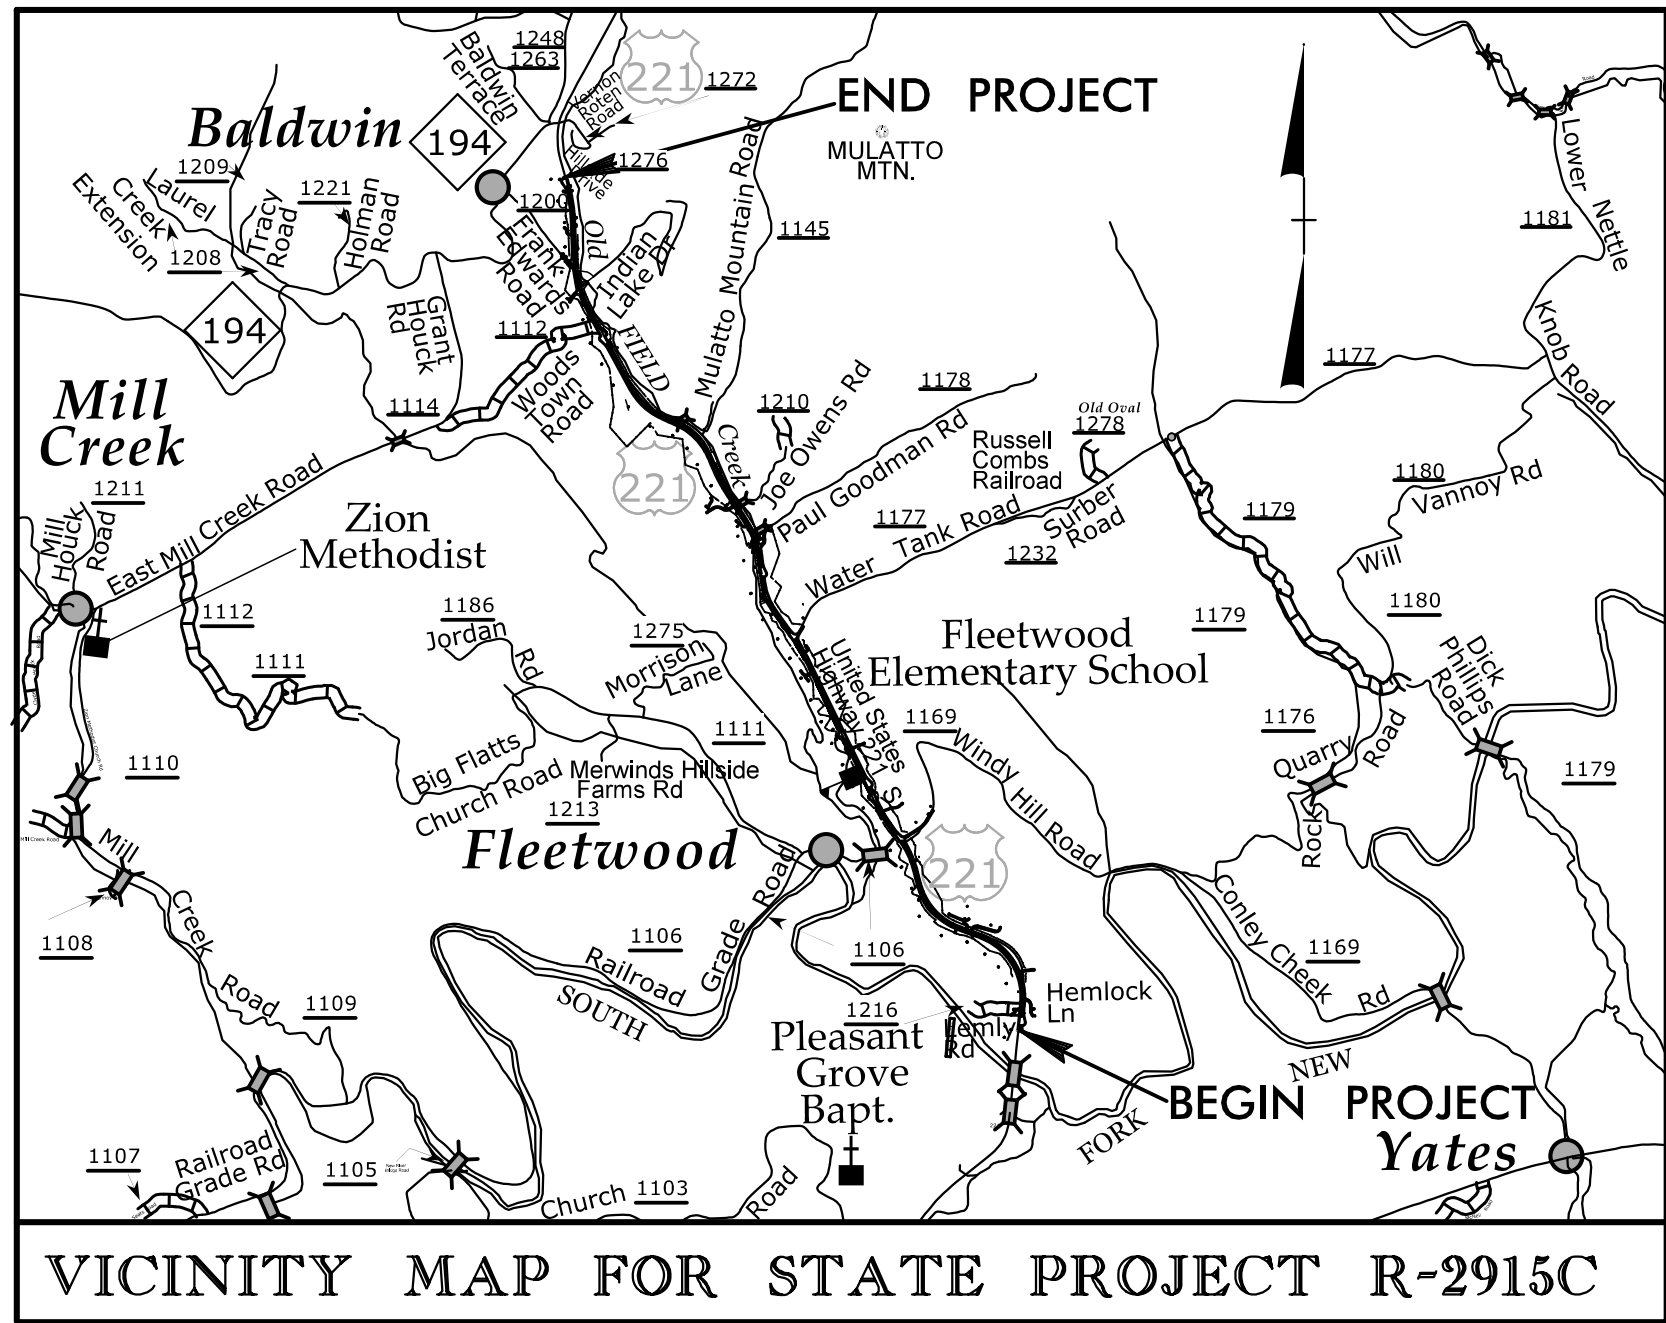 1248
1263
Baldwin
Terrace
221
1272
Vernon
Roten
Road
END PROJECT
MULATTO
MTN.
Baldwin
194
1209
1221
1276
Hillside
Drive
1200
Laurel
Creek
Extension
1208
Tracy
Road
Holman
Road
Frank
Edwards
Road
Old
Indian
Lake Dr
Mulatto Mountain Road
1145
Lower
Nettle
1181
194
Grant
Houck
Rd
1112
FIELD
Creek
Woods
Town
Road
1114
Knob Road
1177
Mill
Creek
1211
Mill
Houck
Road
East Mill Creek Road
Zion
Methodist
221
1210
Joe Owens Rd
1178
Paul Goodman Rd
Old Oval
1278
Russell
Combs
Railroad
1177
Water Tank Road
Surber
Road
1232
1179
1180
Vannoy Rd
Will
1180
1179
Dick
Phillips
Road
1112
1111
1186
Jordan
Rd
1275
Morrison
Lane
1111
United States
Highway 221 S
Fleetwood
Elementary School
1169
Windy
Hill Road
1176
Quarry
Road
Rock
1179
1110
Mill Creek Road
Big Flatts
Church Road
Merwinds Hillside
Farms Rd
1213
Fleetwood
221
Mill
Creek
Road
1108
1109
1106
Railroad
Grade
Road
SOUTH
1106
1216
Lemly
Rd
Hemlock
Ln
Conley Cheek
Rd
1169
NEW
FORK
Pleasant
Grove
Bapt.
BEGIN PROJECT
Yates
1107
Railroad
Grade Rd
1105
Church
1103
Road
VICINITY MAP FOR STATE PROJECT R-2915C